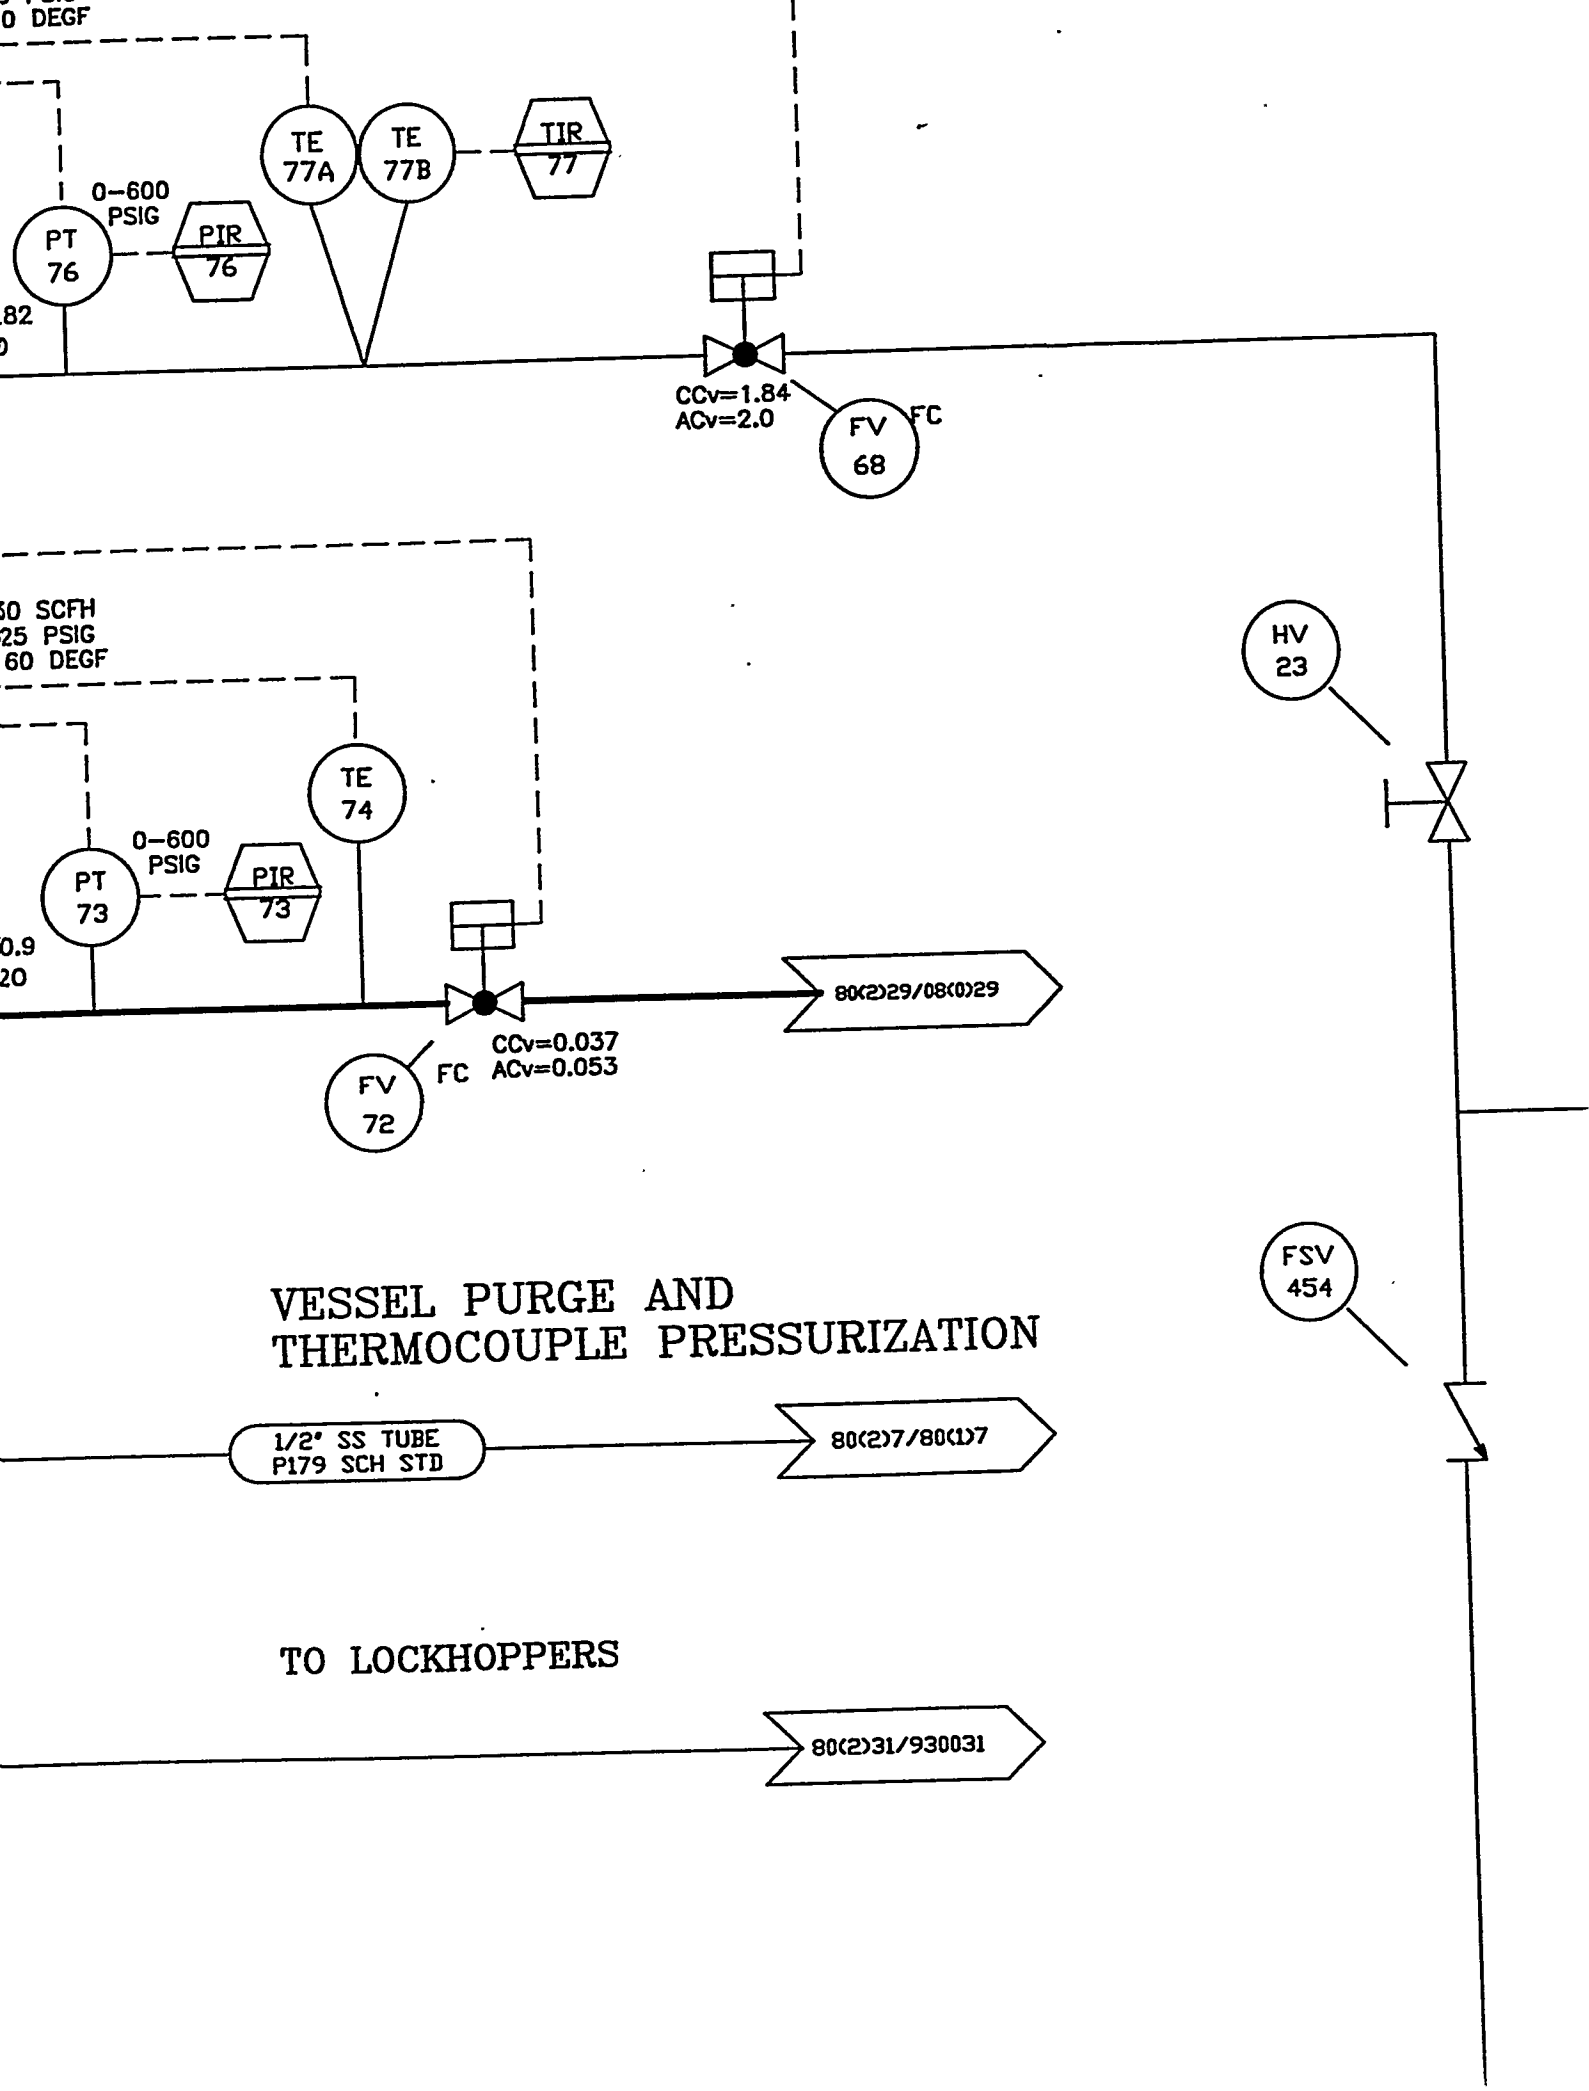 0 DEGF
TE
77A
TE
77B
TIR
77
0-600
PSIG
PT
76
PIR
76
82
CCv=1.84
ACv=2.0
FV
68
FC
SCFH
25 PSIG
60 DEGF
HV
23
TE
74
0-600
PSIG
PT
73
PIR
73
0.9
20
80(2)29/08(0)29
CCv=0.037
ACv=0.053
FV
72
FC
FSV
454
VESSEL PURGE AND
THERMOCOUPLE PRESSURIZATION
1/2" SS TUBE
P179 SCH STD
80(2)7/80(1)7
TO LOCKHOPPERS
80(2)31/930031